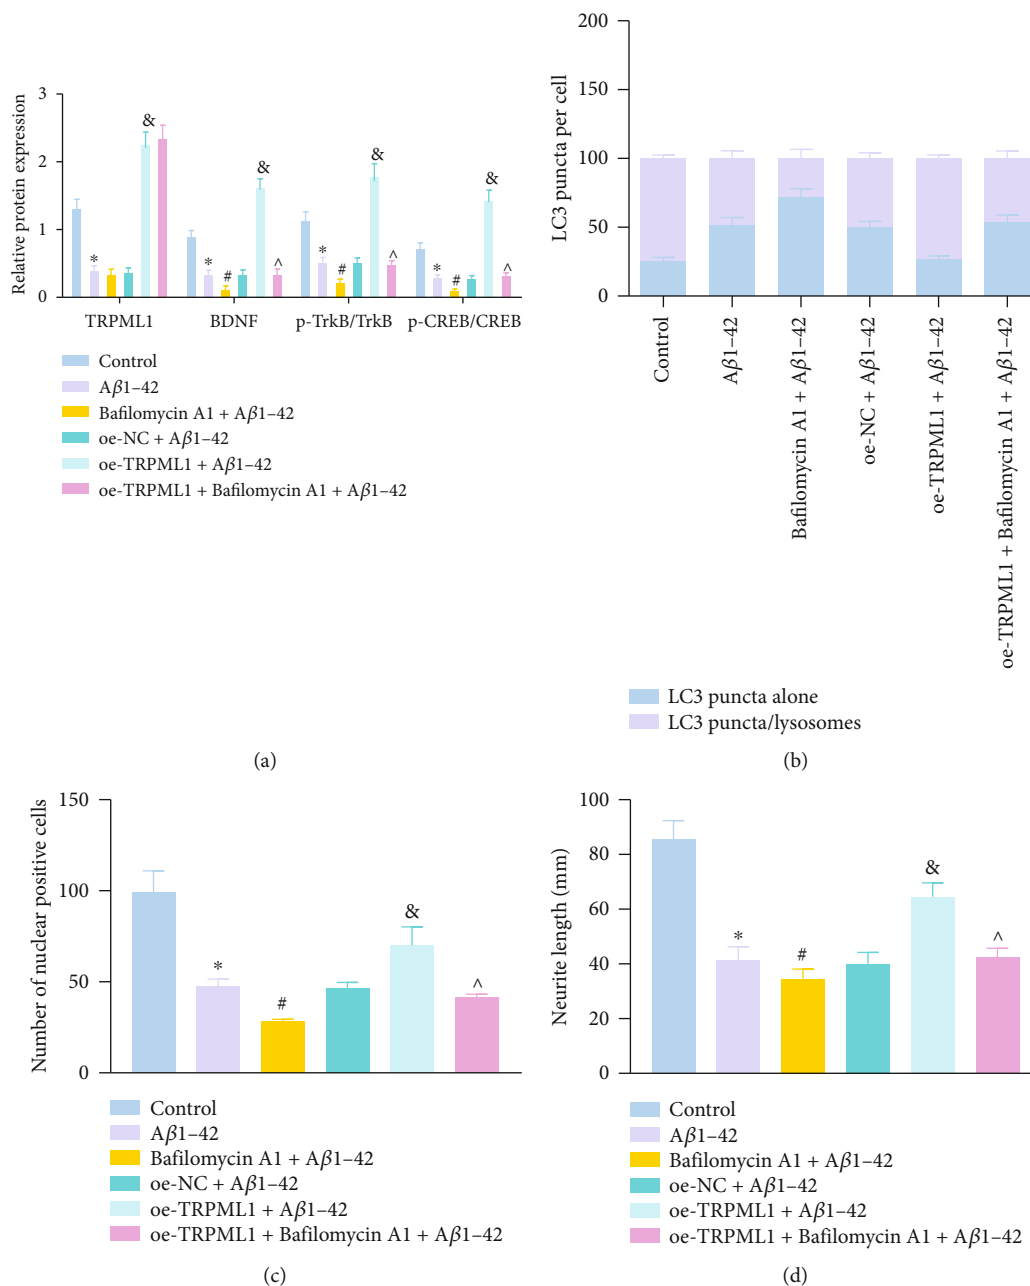 Relative protein expression
3
2
1
0
&
*
&
*
#
^
&
*
#
^
&
*
#
^
TRPML1
BDNF
p-TrkB/TrkB
p-CREB/CREB
Control
Aβ1–42
Bafilomycin A1 + Aβ1–42
oe-NC + Aβ1–42
oe-TRPML1 + Aβ1–42
oe-TRPML1 + Bafilomycin A1 + Aβ1–42
(a)
LC3 puncta per cell
200
150
100
50
0
Control
Aβ1–42
Bafilomycin A1 + Aβ1–42
oe-NC + Aβ1–42
oe-TRPML1 + Aβ1–42
oe-TRPML1 + Bafilomycin A1 + Aβ1–42
LC3 puncta alone
LC3 puncta/lysosomes
(b)
Number of nuclear positive cells
150
100
50
0
*
#
&
^
Control
Aβ1–42
Bafilomycin A1 + Aβ1–42
oe-NC + Aβ1–42
oe-TRPML1 + Aβ1–42
oe-TRPML1 + Bafilomycin A1 + Aβ1–42
(c)
Neurite length (mm)
100
80
60
40
20
0
*
#
&
^
Control
Aβ1–42
Bafilomycin A1 + Aβ1–42
oe-NC + Aβ1–42
oe-TRPML1 + Aβ1–42
oe-TRPML1 + Bafilomycin A1 + Aβ1–42
(d)